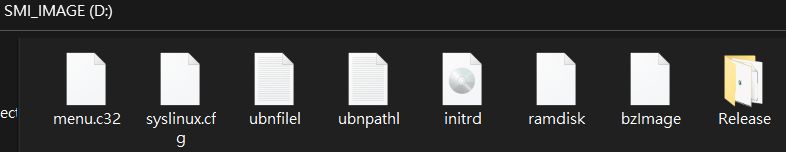 SMI_IMAGE (D:)
ect
menu.c32
syslinux.cf
g
ubnfilel
ubnpathl
initrd
ramdisk
bzImage
Release